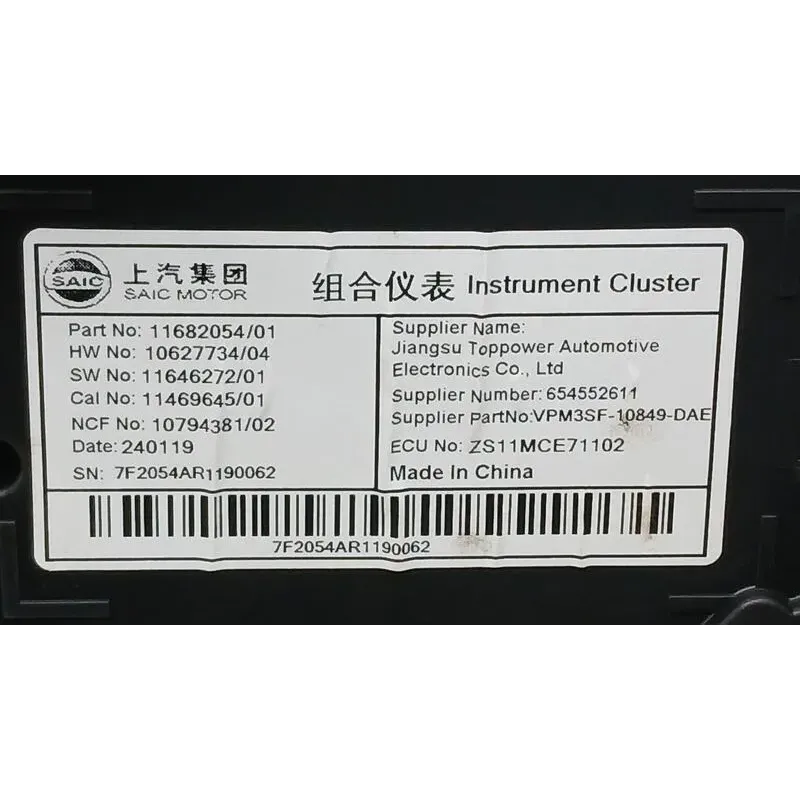 SAIC 上汽集团
SAIC MOTOR
组合仪表 Instrument Cluster
Part No: 11682054/01
HW No: 10627734/04
SW No: 11646272/01
Cal No: 11469645/01
NCF No: 10794381/02
Date: 240119
SN: 7F2054AR1190062
Supplier Name:
Jiangsu Toppower Automotive
Electronics Co., Ltd
Supplier Number: 654552611
Supplier PartNo:VPM3SF-10849-DAE
ECU No: ZS11MCE71102
Made In China
7F2054AR1190062